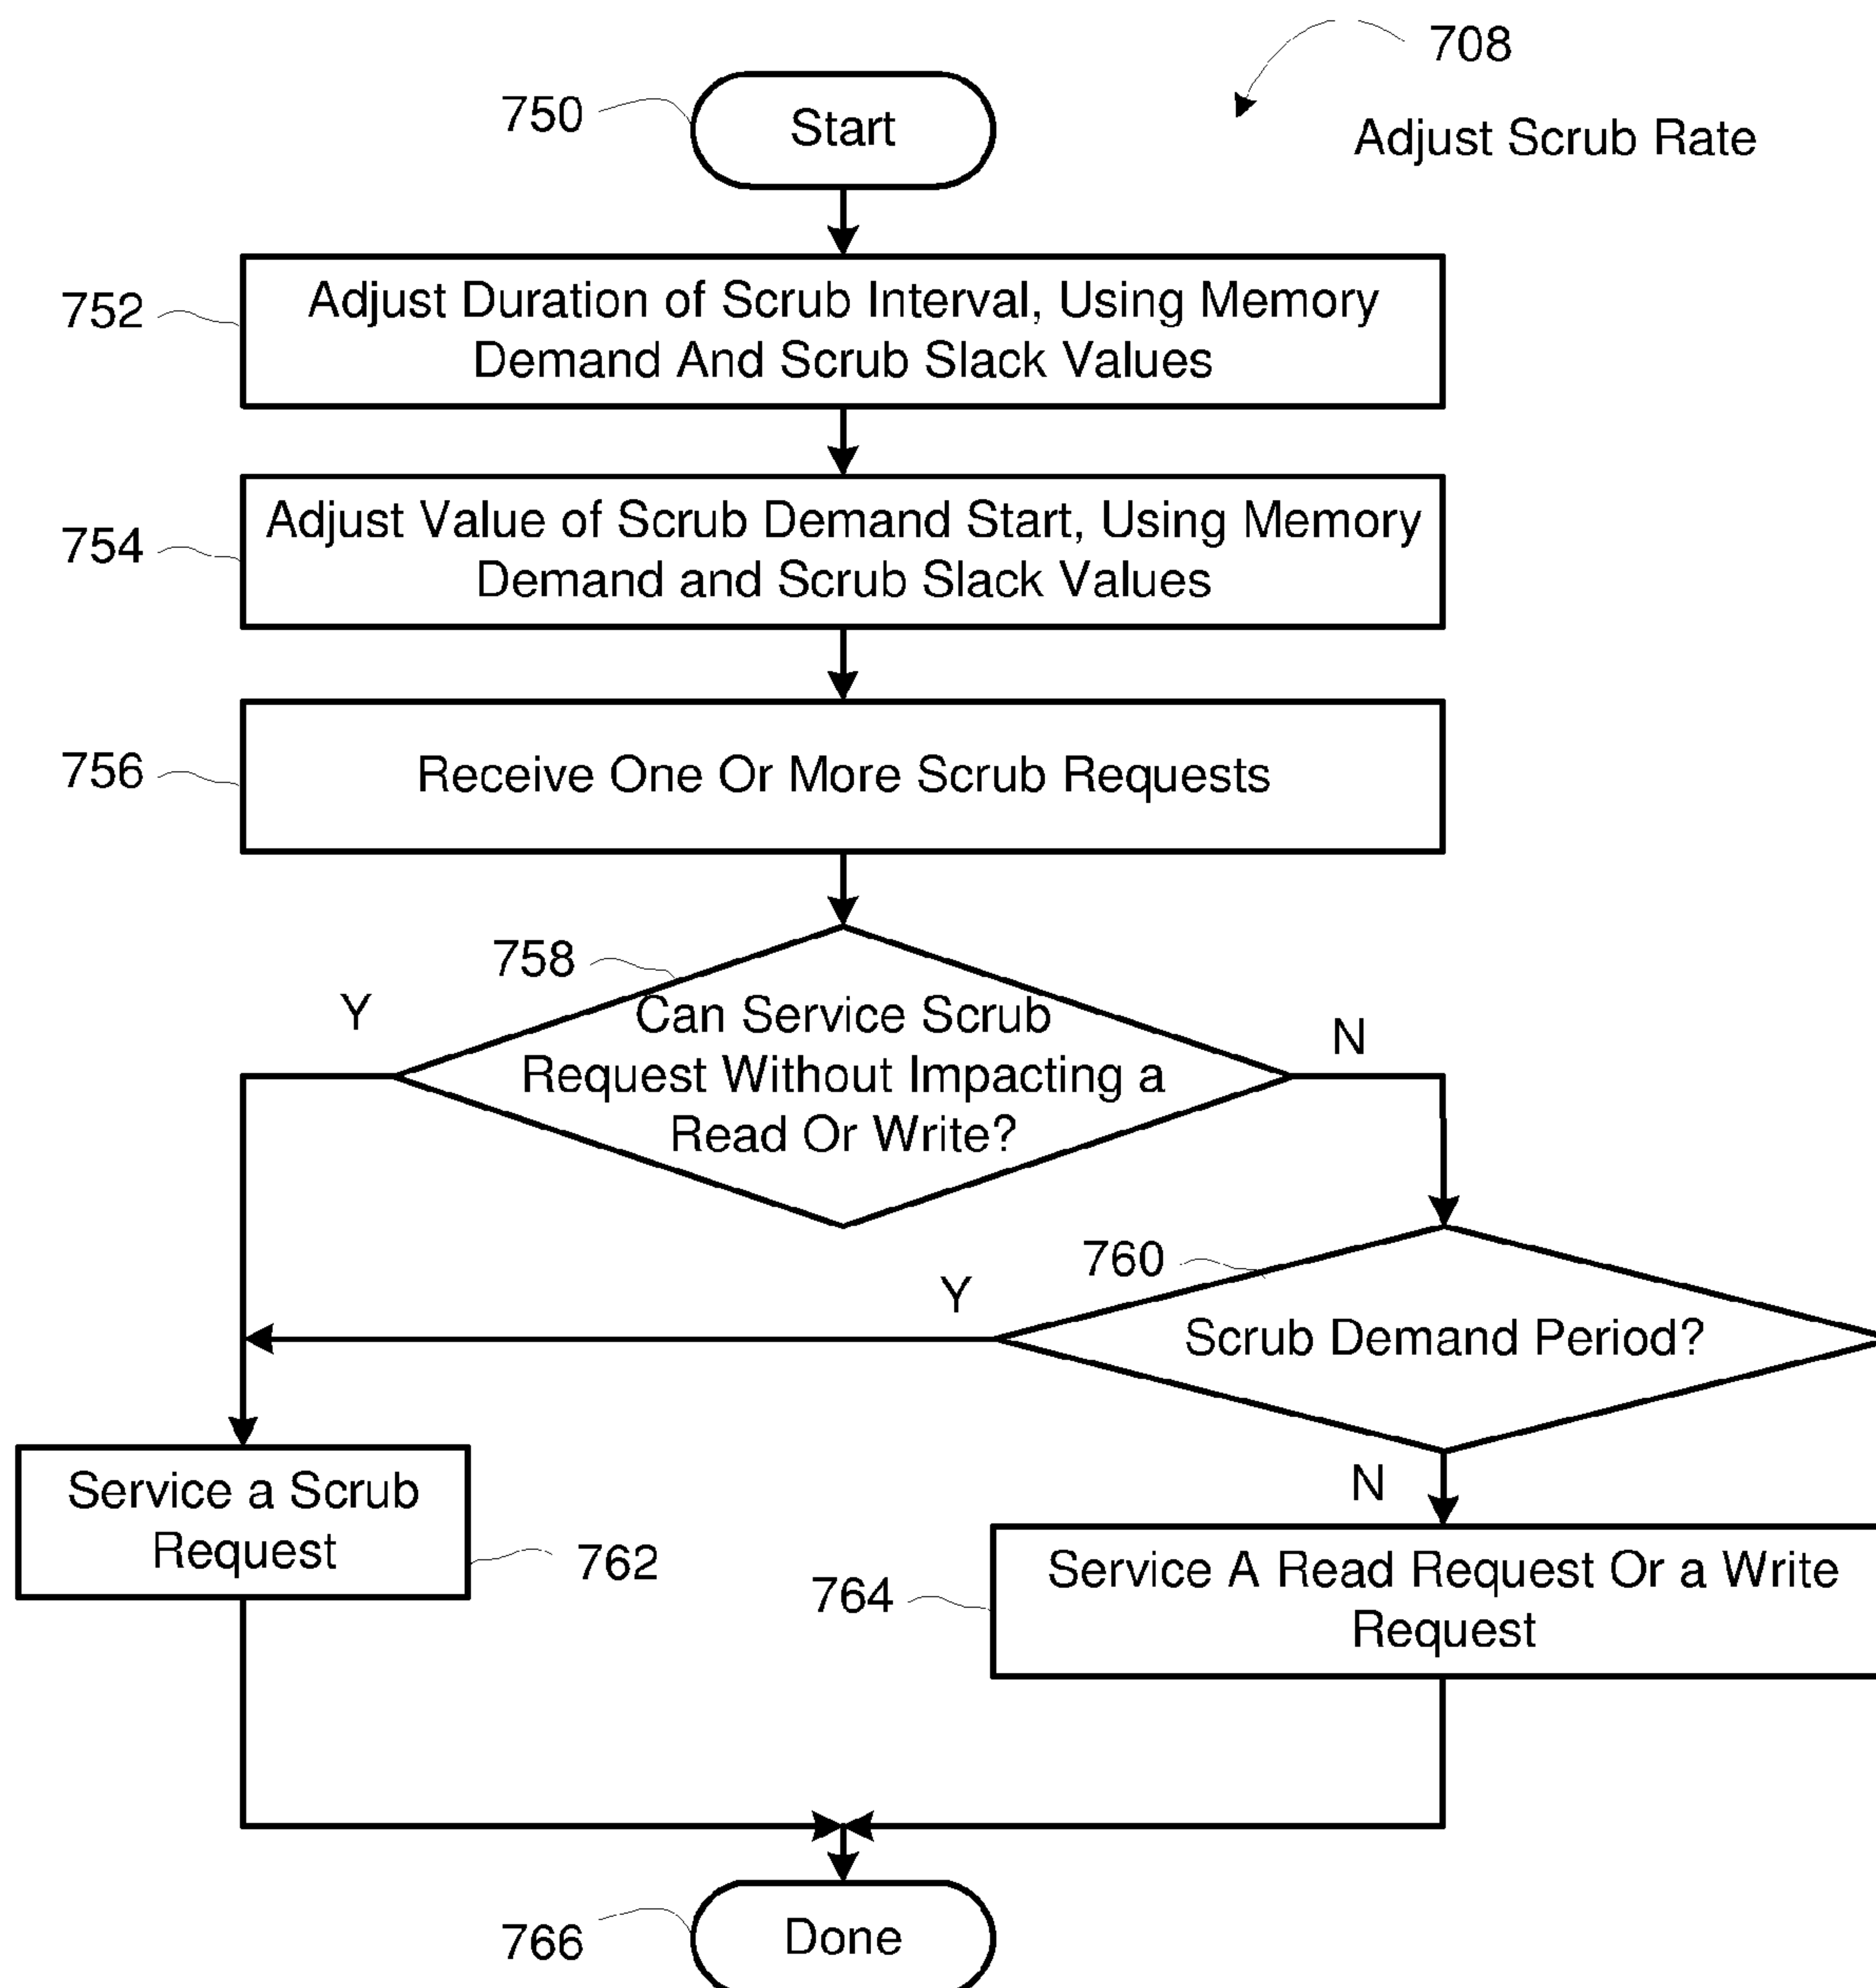 708
Adjust Scrub Rate
750
Start
752
Adjust Duration of Scrub Interval, Using Memory
Demand And Scrub Slack Values
754
Adjust Value of Scrub Demand Start, Using Memory
Demand and Scrub Slack Values
756
Receive One Or More Scrub Requests
758
Can Service Scrub
Request Without Impacting a
Read Or Write?
Y
N
760
Scrub Demand Period?
Y
N
Service a Scrub
Request
762
764
Service A Read Request Or a Write
Request
766
Done